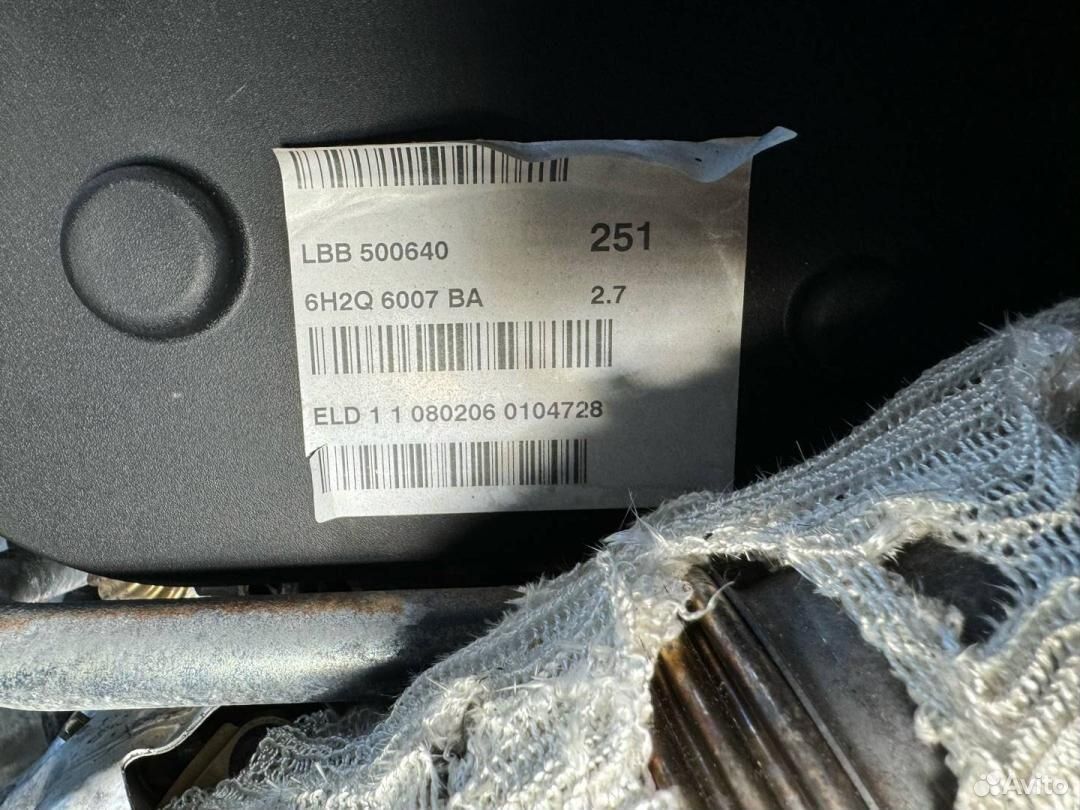 LBB 500640 251
6H2Q 6007 BA 2.7
ELD 1 1 080206 0104728
Avito